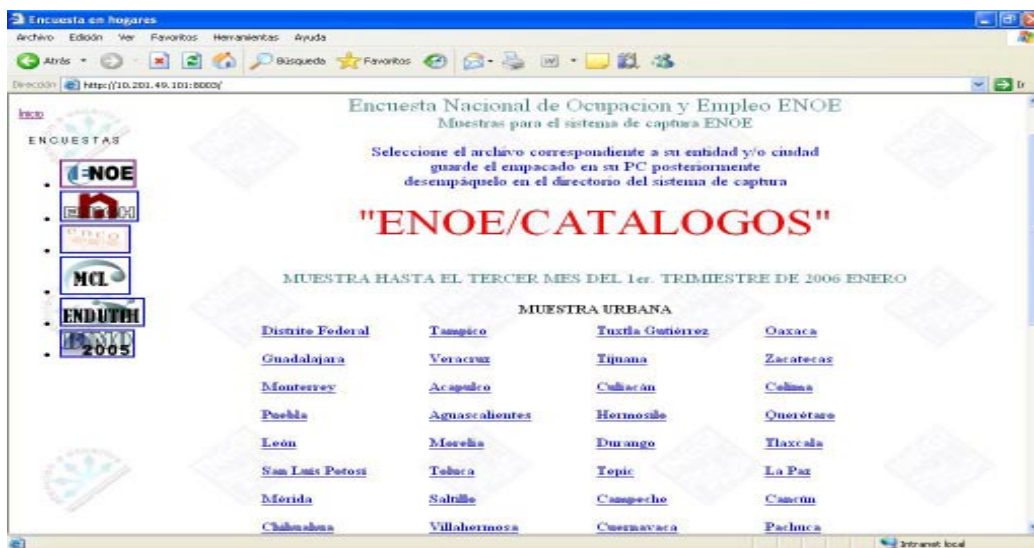 Encuesta en hogares
Archivo Edición Ver Favoritos Herramientas Ayuda
Atrás Búsqueda Favoritos
Dirección http://10.201.49.101:8003/ Ir
Inicio
ENCUESTAS
ENOE
MCL
ENDUTIH
2005
Encuesta Nacional de Ocupacion y Empleo ENOE
Muestras para el sistema de captura ENOE
Seleccione el archivo correspondiente a su entidad y/o ciudad
guarde el empacado en su PC posteriormente
desempáquelo en el directorio del sistema de captura
"ENOE/CATALOGOS"
MUESTRA HASTA EL TERCER MES DEL 1er. TRIMIESTRE DE 2006 ENERO
MUESTRA URBANA
Distrito Federal Tampico Tuxtla Gutiérrez Oaxaca
Guadalajara Veracruz Tijuana Zacatecas
Monterrey Acapulco Culiacán Colima
Puebla Aguascalientes Hermosilo Querétaro
León Morelia Durango Tlaxcala
San Luis Potosí Toluca Tepic La Paz
Mérida Saltillo Campeche Cancún
Chihuahua Villahermosa Cuernavaca Pachuca
Intranet local